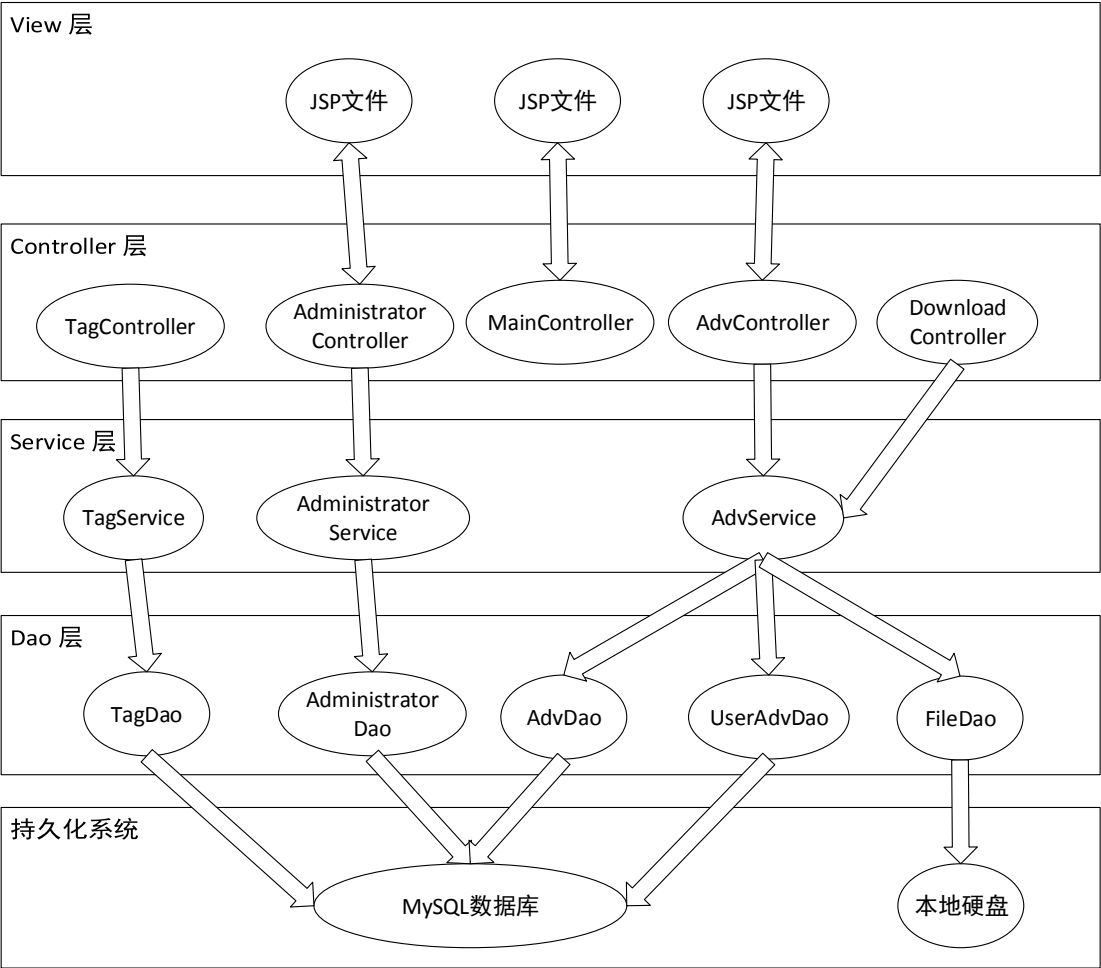 View 层
JSP文件
JSP文件
JSP文件
Controller 层
TagController
Administrator
Controller
MainController
AdvController
Download
Controller
Service 层
TagService
Administrator
Service
AdvService
Dao 层
TagDao
Administrator
Dao
AdvDao
UserAdvDao
FileDao
持久化系统
MySQL数据库
本地硬盘